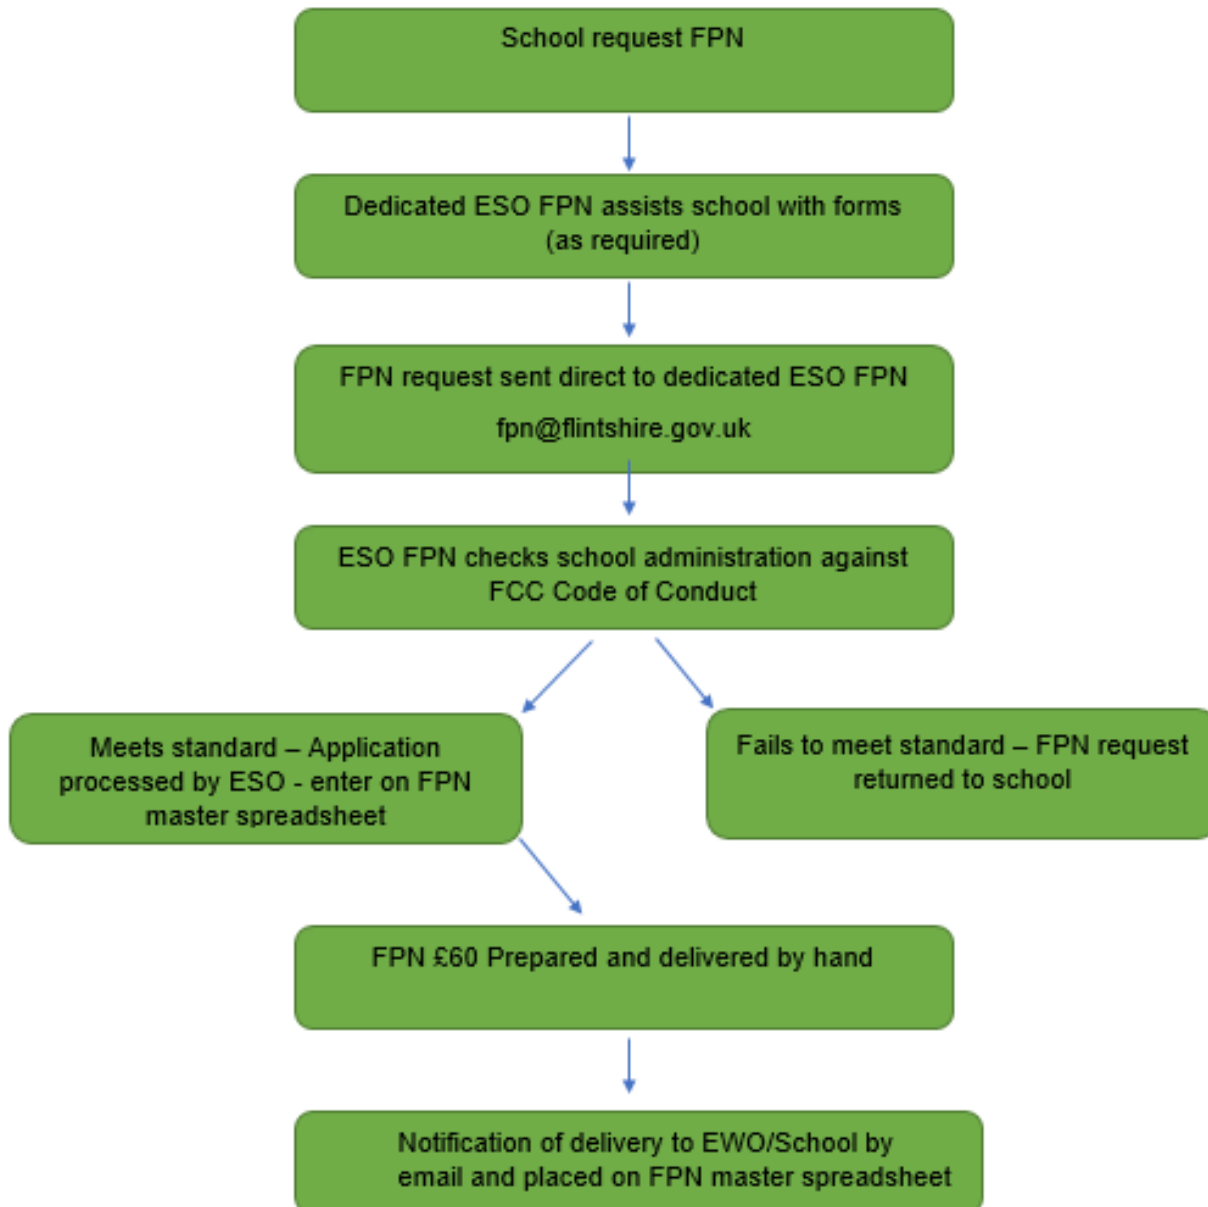 School request FPN
Dedicated ESO FPN assists school with forms
(as required)
FPN request sent direct to dedicated ESO FPN
fpn@flintshire.gov.uk
ESO FPN checks school administration against
FCC Code of Conduct
Meets standard – Application
processed by ESO - enter on FPN
master spreadsheet
Fails to meet standard – FPN request
returned to school
FPN £60 Prepared and delivered by hand
Notification of delivery to EWO/School by
email and placed on FPN master spreadsheet